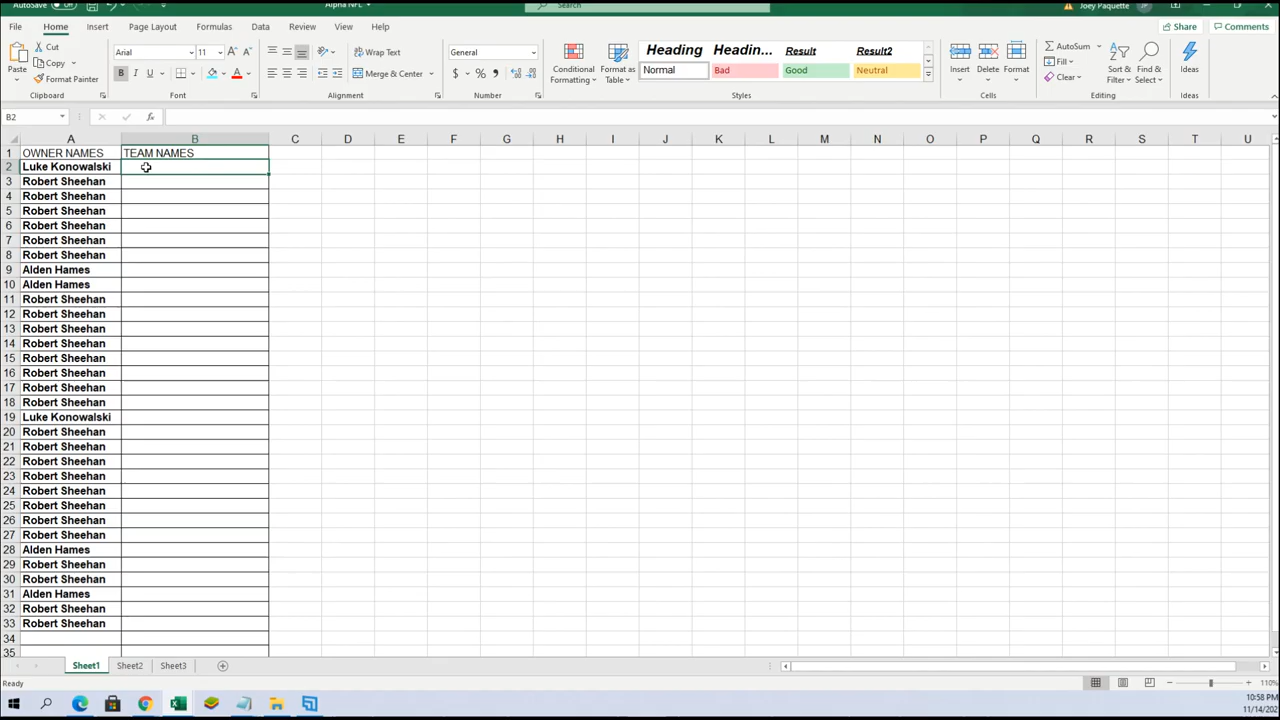 AutoSave
Alpha NFL
Search
Joey Paquette
JP
File Home Insert Page Layout Formulas Data Review View Help
Share Comments
Paste
Cut
Copy
Format Painter
Clipboard
Arial 11 A A
B I U A
Font
Wrap Text
Merge & Center
Alignment
General
$ % 9
Number
Conditional Formatting
Format as Table
Heading Headin... Result Result2
Normal Bad Good Neutral
Styles
Insert Delete Format
Cells
AutoSum
Fill
Clear
Sort & Filter
Find & Select
Editing
Ideas
Ideas
B2 fx
A B C D E F G H I J K L M N O P Q R S T U
1 OWNER NAMES TEAM NAMES
2 Luke Konowalski
3 Robert Sheehan
4 Robert Sheehan
5 Robert Sheehan
6 Robert Sheehan
7 Robert Sheehan
8 Robert Sheehan
9 Alden Hames
10 Alden Hames
11 Robert Sheehan
12 Robert Sheehan
13 Robert Sheehan
14 Robert Sheehan
15 Robert Sheehan
16 Robert Sheehan
17 Robert Sheehan
18 Robert Sheehan
19 Luke Konowalski
20 Robert Sheehan
21 Robert Sheehan
22 Robert Sheehan
23 Robert Sheehan
24 Robert Sheehan
25 Robert Sheehan
26 Robert Sheehan
27 Robert Sheehan
28 Alden Hames
29 Robert Sheehan
30 Robert Sheehan
31 Alden Hames
32 Robert Sheehan
33 Robert Sheehan
34
35
Sheet1 Sheet2 Sheet3
Ready
110%
10:58 PM
11/14/202